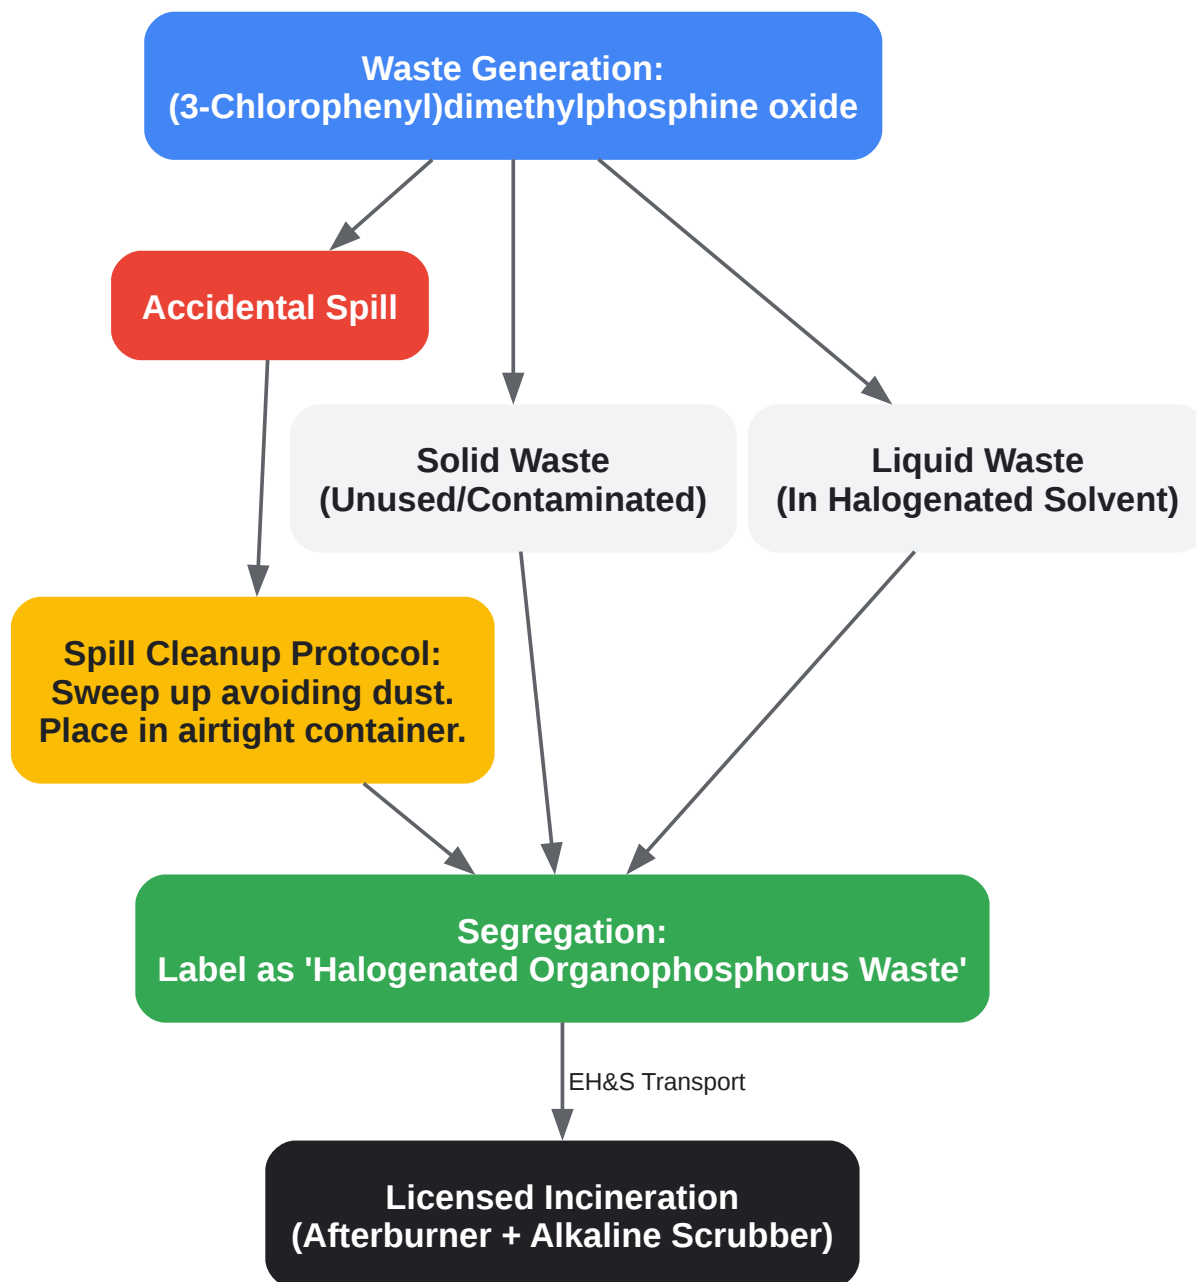 Waste Generation:
(3-Chlorophenyl)dimethylphosphine oxide
Accidental Spill
Solid Waste
(Unused/Contaminated)
Liquid Waste
(In Halogenated Solvent)
Spill Cleanup Protocol:
Sweep up avoiding dust.
Place in airtight container.
Segregation:
Label as 'Halogenated Organophosphorus Waste'
EH&S Transport
Licensed Incineration
(Afterburner + Alkaline Scrubber)